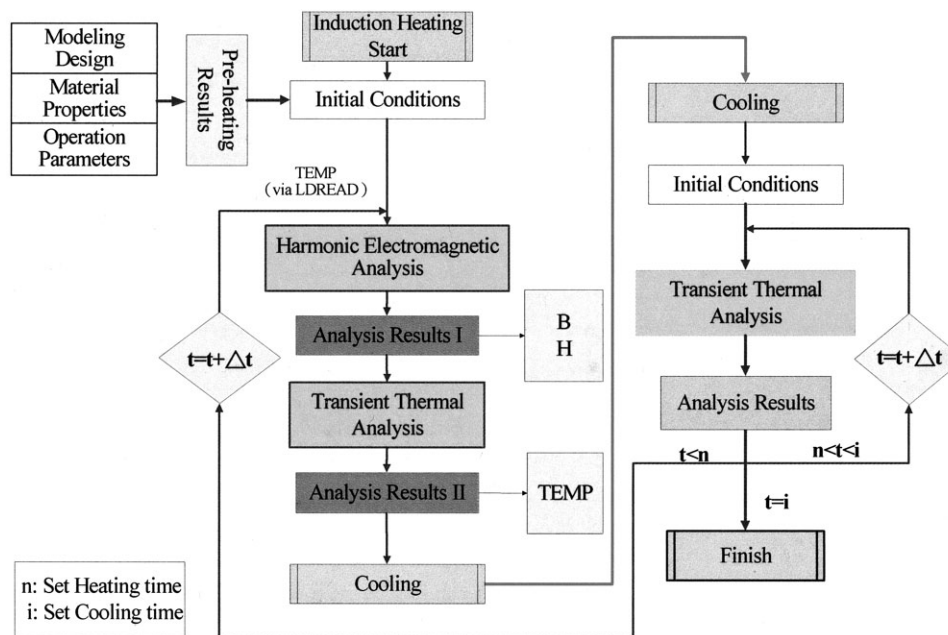 Modeling
Design
Material
Properties
Operation
Parameters
Pre-heating
Results
Induction Heating
Start
Initial Conditions
TEMP
(via LDREAD)
Harmonic Electromagnetic
Analysis
Analysis Results I
B
H
Transient Thermal
Analysis
Analysis Results II
TEMP
Cooling
t=t+△t
n: Set Heating time
i: Set Cooling time
Cooling
Initial Conditions
Transient Thermal
Analysis
t=t+△t
Analysis Results
t<n
n<t<i
t=i
Finish